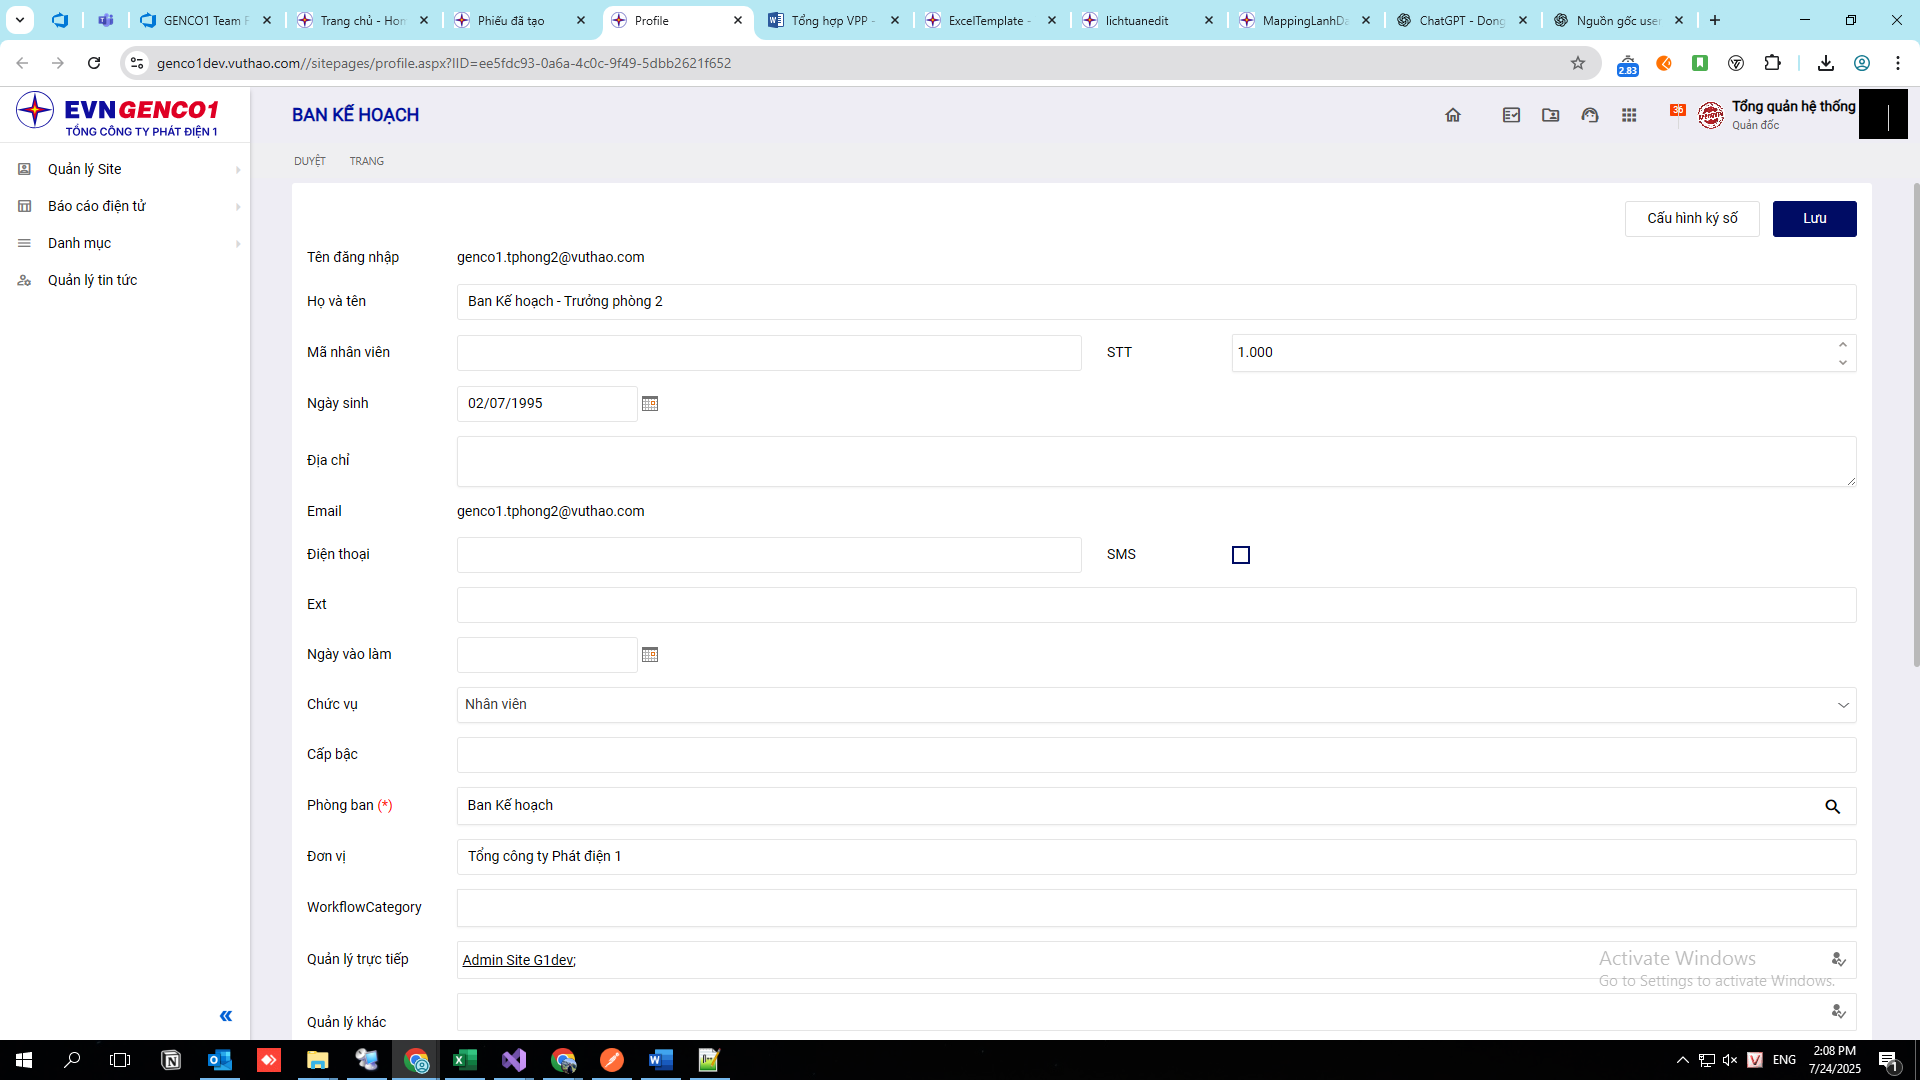 GENCO1 Team F
Trang chủ - Hon
Phiếu đã tạo
Profile
Tổng hợp VPP -
ExcelTemplate -
lichtuanedit
MappingLanhDa
ChatGPT - Dong
Nguồn gốc user
genco1dev.vuthao.com//sitepages/profile.aspx?IID=ee5fdc93-0a6a-4c0c-9f49-5dbb2621f652
2.83
EVNGENCO1
TỔNG CÔNG TY PHÁT ĐIỆN 1
BAN KẾ HOẠCH
36
Tổng quản hệ thống
Quản đốc
DUYỆT
TRANG
Quản lý Site
Báo cáo điện tử
Danh mục
Quản lý tin tức
Cấu hình ký số
Lưu
Tên đăng nhập
genco1.tphong2@vuthao.com
Họ và tên
Ban Kế hoạch - Trưởng phòng 2
Mã nhân viên
STT
1.000
Ngày sinh
02/07/1995
Địa chỉ
Email
genco1.tphong2@vuthao.com
Điện thoại
SMS
Ext
Ngày vào làm
Chức vụ
Nhân viên
Cấp bậc
Phòng ban (*)
Ban Kế hoạch
Đơn vị
Tổng công ty Phát điện 1
WorkflowCategory
Quản lý trực tiếp
Admin Site G1dev;
Quản lý khác
Activate Windows
Go to Settings to activate Windows.
ENG
2:08 PM
7/24/2025
1